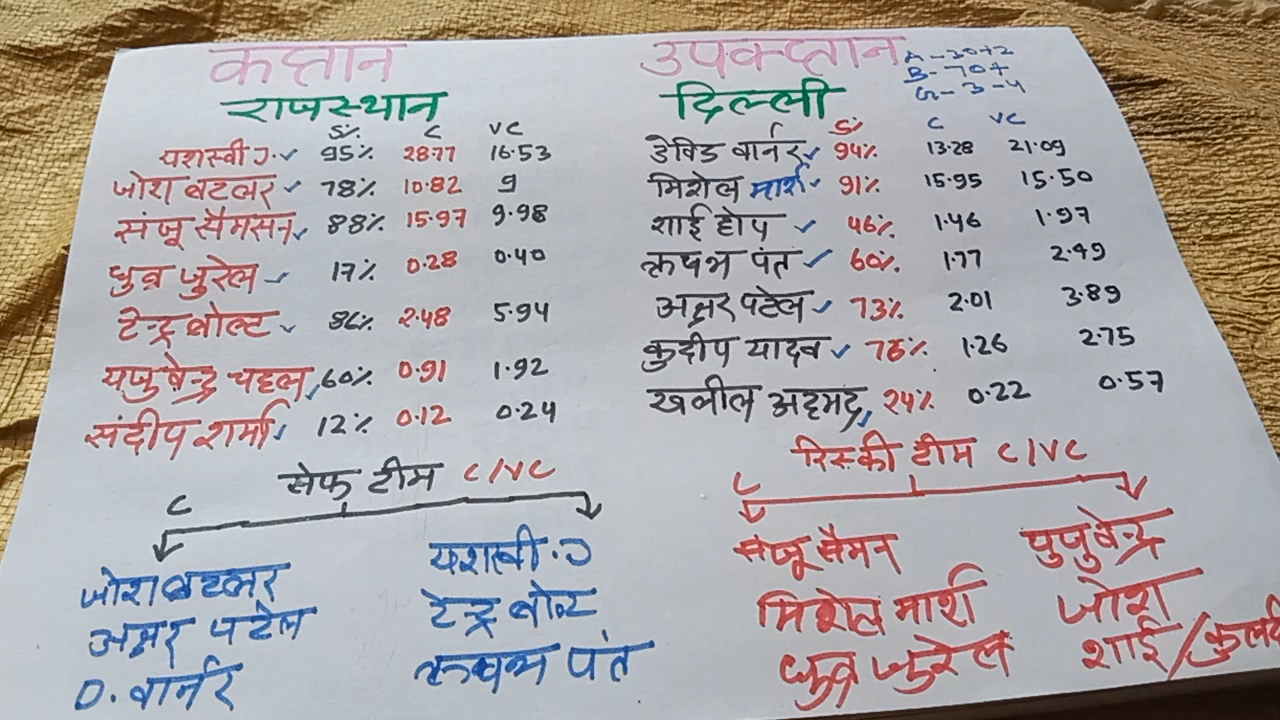 कप्तान
उपकप्तान
A - 30+2
B - 70+
G - 3 - 4
राजस्थान
S% C VC
यशस्वी J. ✓ 95% 28.77 16.53
जोश बटलर ✓ 78% 10.82 9
संजू सैमसन ✓ 88% 15.97 9.98
ध्रुव जुरेल ✓ 17% 0.28 0.40
टेन्ट्र बोल्ट ✓ 86% 2.48 5.94
युजुवेन्द्र चहल ✓ 60% 0.91 1.92
संदीप शर्मा ✓ 12% 0.12 0.24
दिल्ली
S% C VC
डेविड वार्नर ✓ 94% 13.28 21.09
मिशेल मार्श ✓ 91% 15.95 15.50
शाई होप ✓ 46% 1.46 1.97
ऋषभ पंत ✓ 60% 1.77 2.49
अक्षर पटेल ✓ 73% 2.01 3.89
कुदीप यादव ✓ 76% 1.26 2.75
खलील अहमद ✓ 24% 0.22 0.57
सेफ टीम C/VC
C
जोश बटलर यशस्वी.J
अक्षर पटेल टेन्ट्र बोल्ट
D. वार्नर ऋषभ पंत
रिस्की टीम C/VC
C
संजू सैमन युजुवेन्द्र
मिशेल मार्श जोश
ध्रुव जुरेल शाई/कुलदी